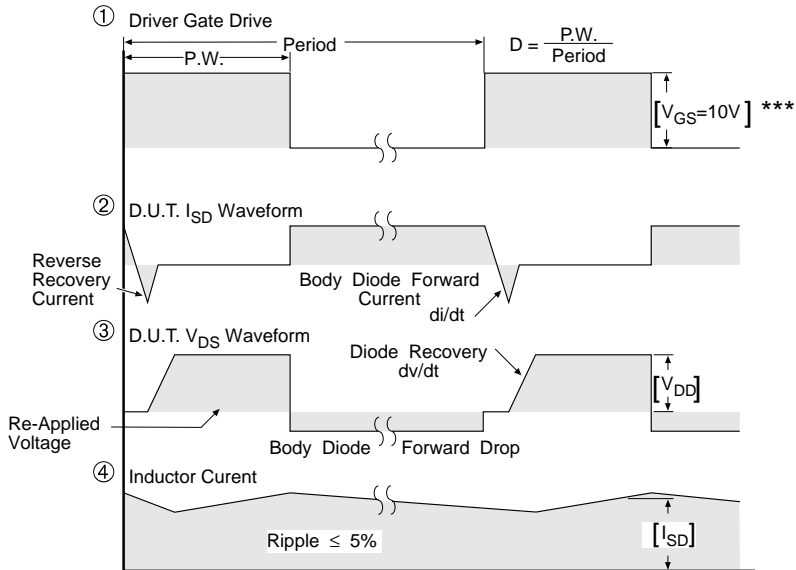 ① Driver Gate Drive
Period
P.W.
D = P.W. / Period
[VGS=10V] ***
② D.U.T. ISD Waveform
Reverse
Recovery
Current
Body Diode Forward
Current
di/dt
③ D.U.T. VDS Waveform
Diode Recovery
dv/dt
[VDD]
Re-Applied
Voltage
Body Diode Forward Drop
④ Inductor Curent
Ripple ≤ 5%
[ISD]